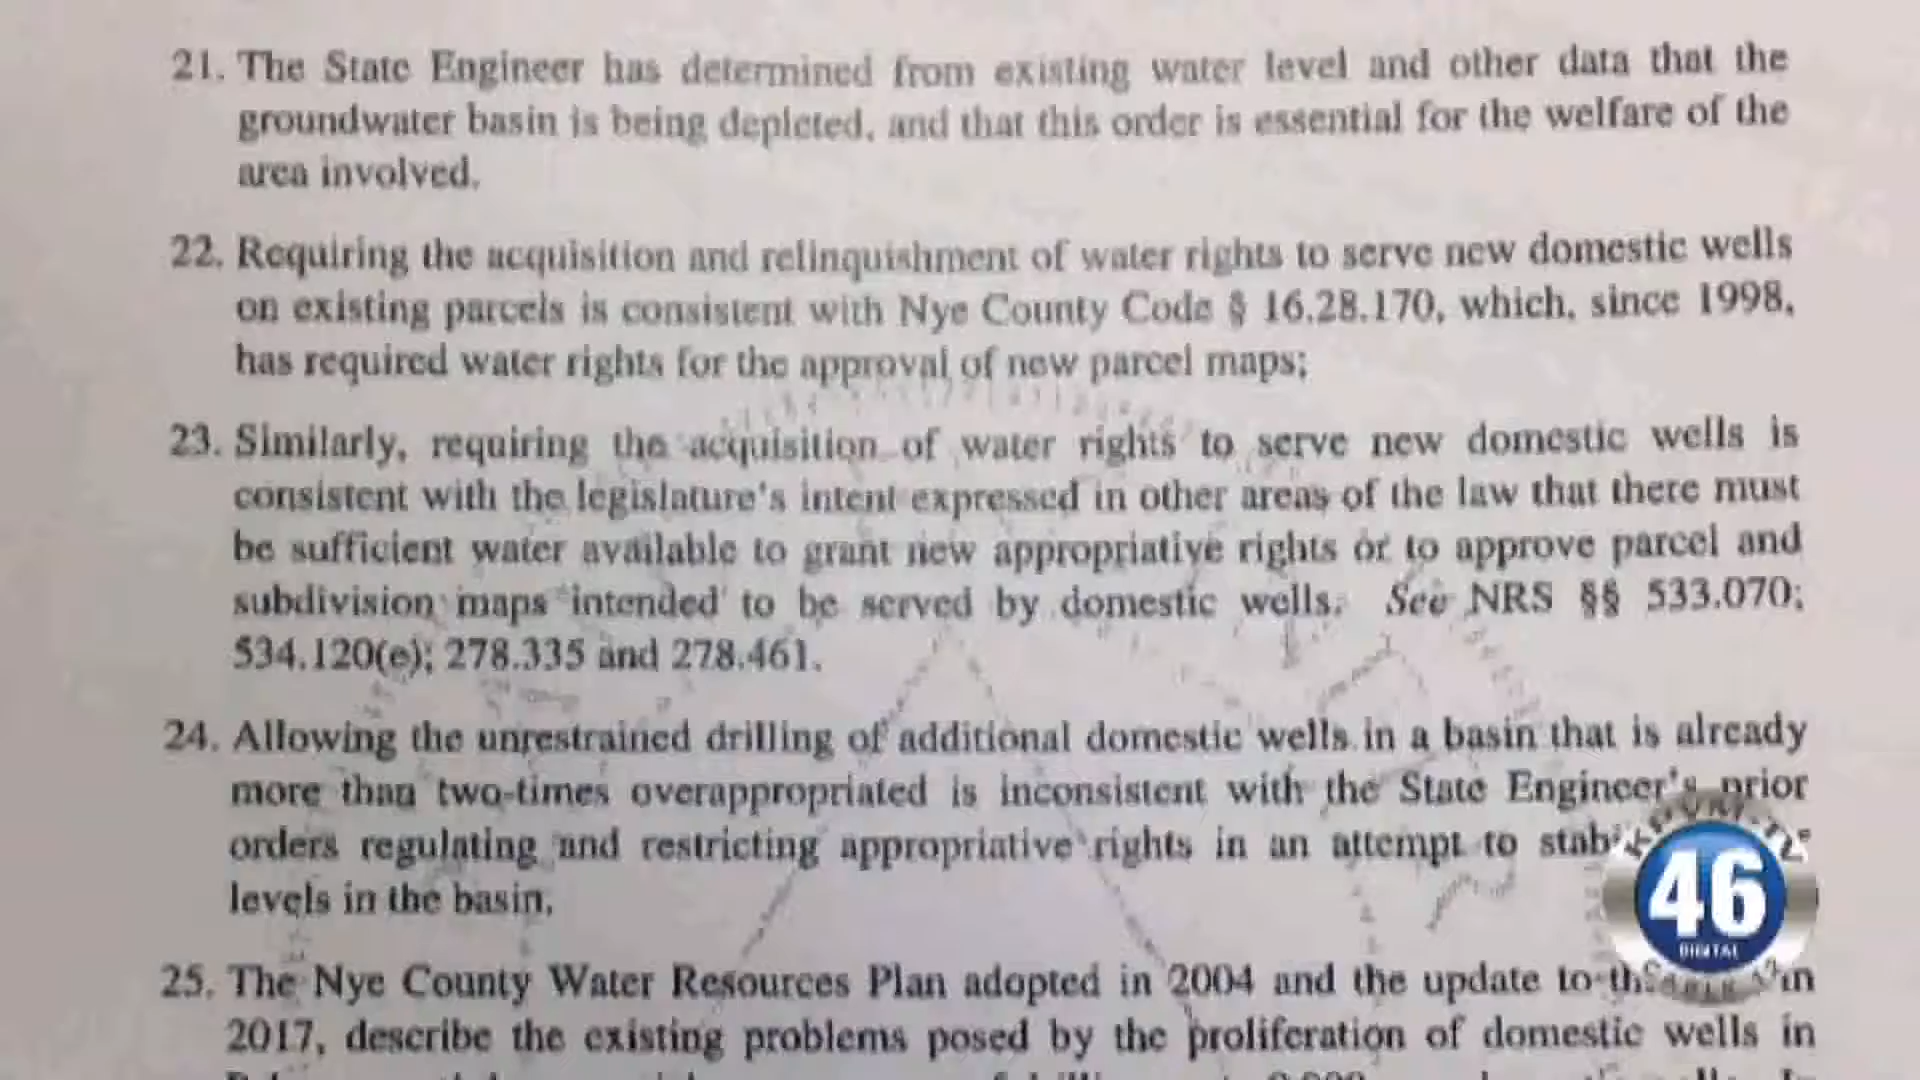 21. The State Engineer has determined from existing water level and other data that the
groundwater basin is being depleted, and that this order is essential for the welfare of the
area involved.
22. Requiring the acquisition and relinquishment of water rights to serve new domestic wells
on existing parcels is consistent with Nye County Code § 16.28.170, which, since 1998,
has required water rights for the approval of new parcel maps;
23. Similarly, requiring the acquisition of water rights to serve new domestic wells is
consistent with the legislature's intent expressed in other areas of the law that there must
be sufficient water available to grant new appropriative rights or to approve parcel and
subdivision maps intended to be served by domestic wells. See NRS §§ 533.070;
534.120(e); 278.335 and 278.461.
24. Allowing the unrestrained drilling of additional domestic wells in a basin that is already
more than two-times overappropriated is inconsistent with the State Engineer's prior
orders regulating and restricting appropriative rights in an attempt to
levels in the basin.
25. The Nye County Water Resources Plan adopted in 2004 and the update to in
2017, describe the existing problems posed by the proliferation of domestic wells in
46
DIGITAL